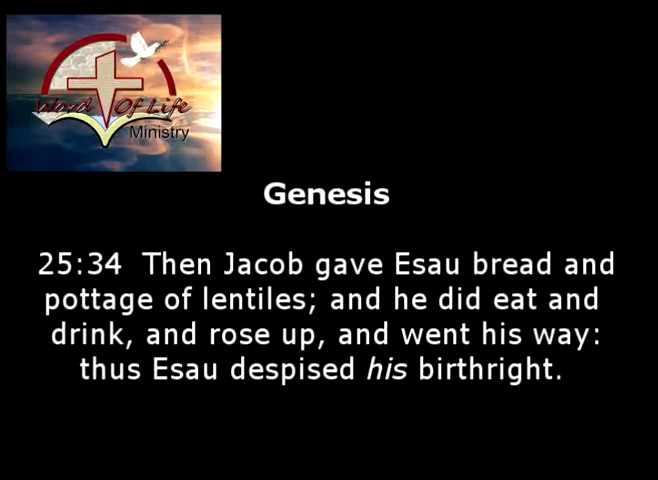 Word Of Life
Ministry
Genesis
25:34 Then Jacob gave Esau bread and
pottage of lentiles; and he did eat and
drink, and rose up, and went his way:
thus Esau despised his birthright.